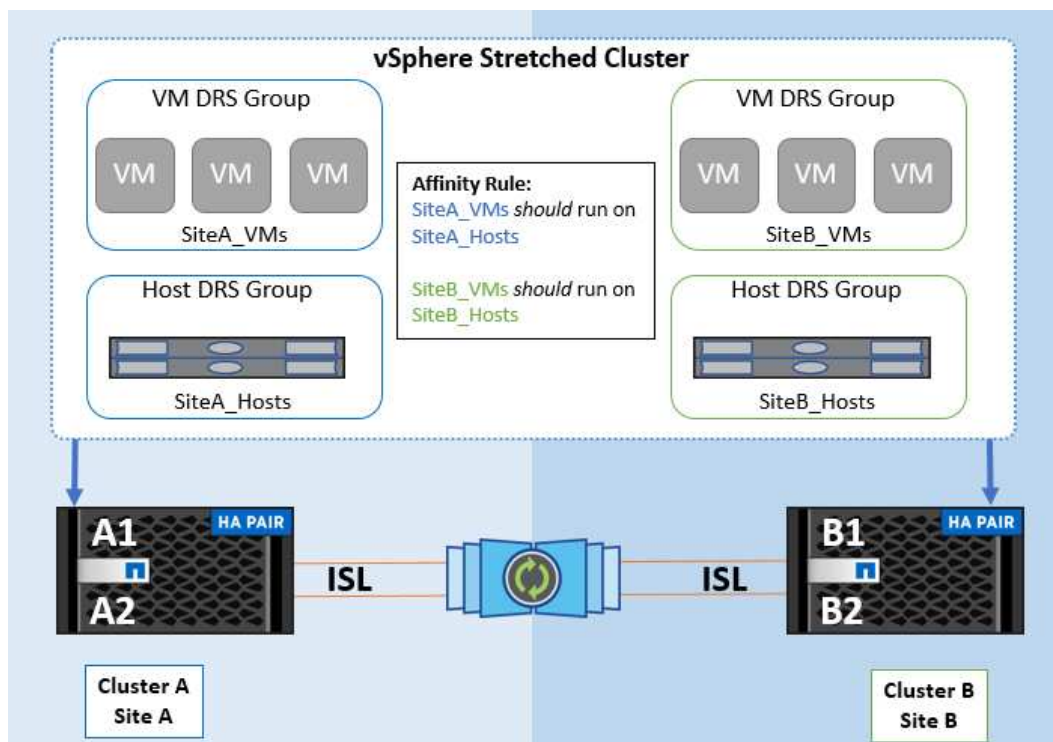 vSphere Stretched Cluster
VM DRS Group
VM VM VM
SiteA_VMs
Host DRS Group
SiteA_Hosts
Affinity Rule:
SiteA_VMs should run on
SiteA_Hosts
SiteB_VMs should run on
SiteB_Hosts
VM DRS Group
VM VM VM
SiteB_VMs
Host DRS Group
SiteB_Hosts
A1
HA PAIR
A2
ISL
ISL
B1
HA PAIR
B2
Cluster A
Site A
Cluster B
Site B